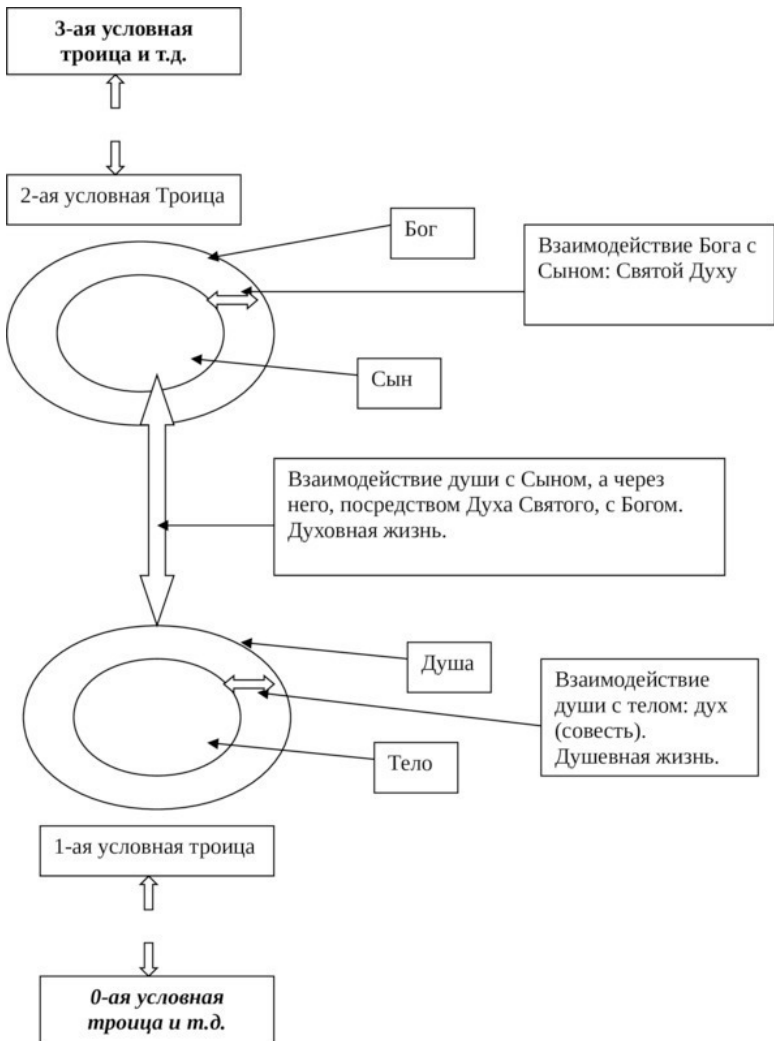 3-ая условная
троица и т.д.
2-ая условная Троица
Бог
Взаимодействие Бога с
Сыном: Святой Духу
Сын
Взаимодействие души с Сыном, а через
него, посредством Духа Святого, с Богом.
Духовная жизнь.
Душа
Взаимодействие
души с телом: дух
(совесть).
Душевная жизнь.
Тело
1-ая условная троица
0-ая условная
троица и т.д.